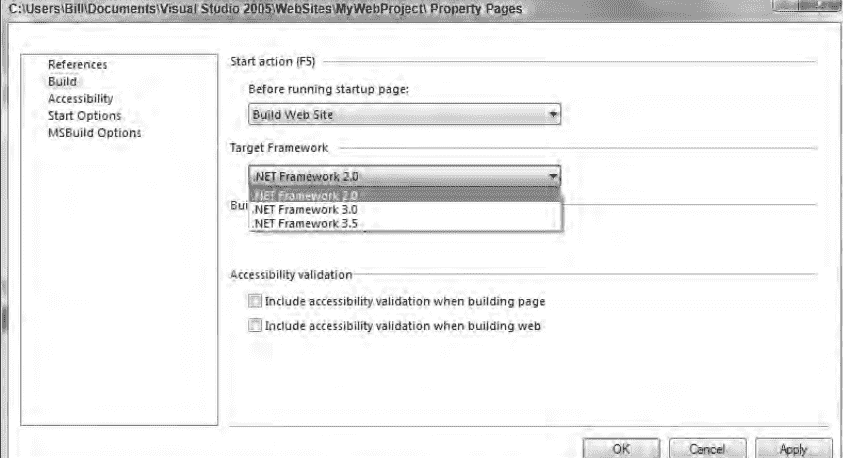 C:\Users\Bill\Documents\Visual Studio 2005\WebSites\MyWebProject\ Property Pages
References
Build
Accessibility
Start Options
MSBuild Options
Start action (F5)
Before running startup page:
Build Web Site
Target Framework
.NET Framework 2.0
.NET Framework 2.0
Bui
.NET Framework 3.0
.NET Framework 3.5
Accessibility validation
Include accessibility validation when building page
Include accessibility validation when building web
OK
Cancel
Apply